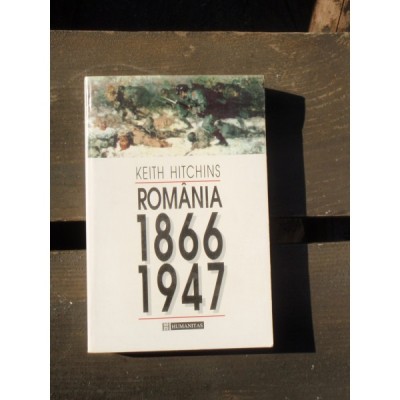 KEITH HITCHINS
ROMÂNIA
1866
1947
HUMANITAS